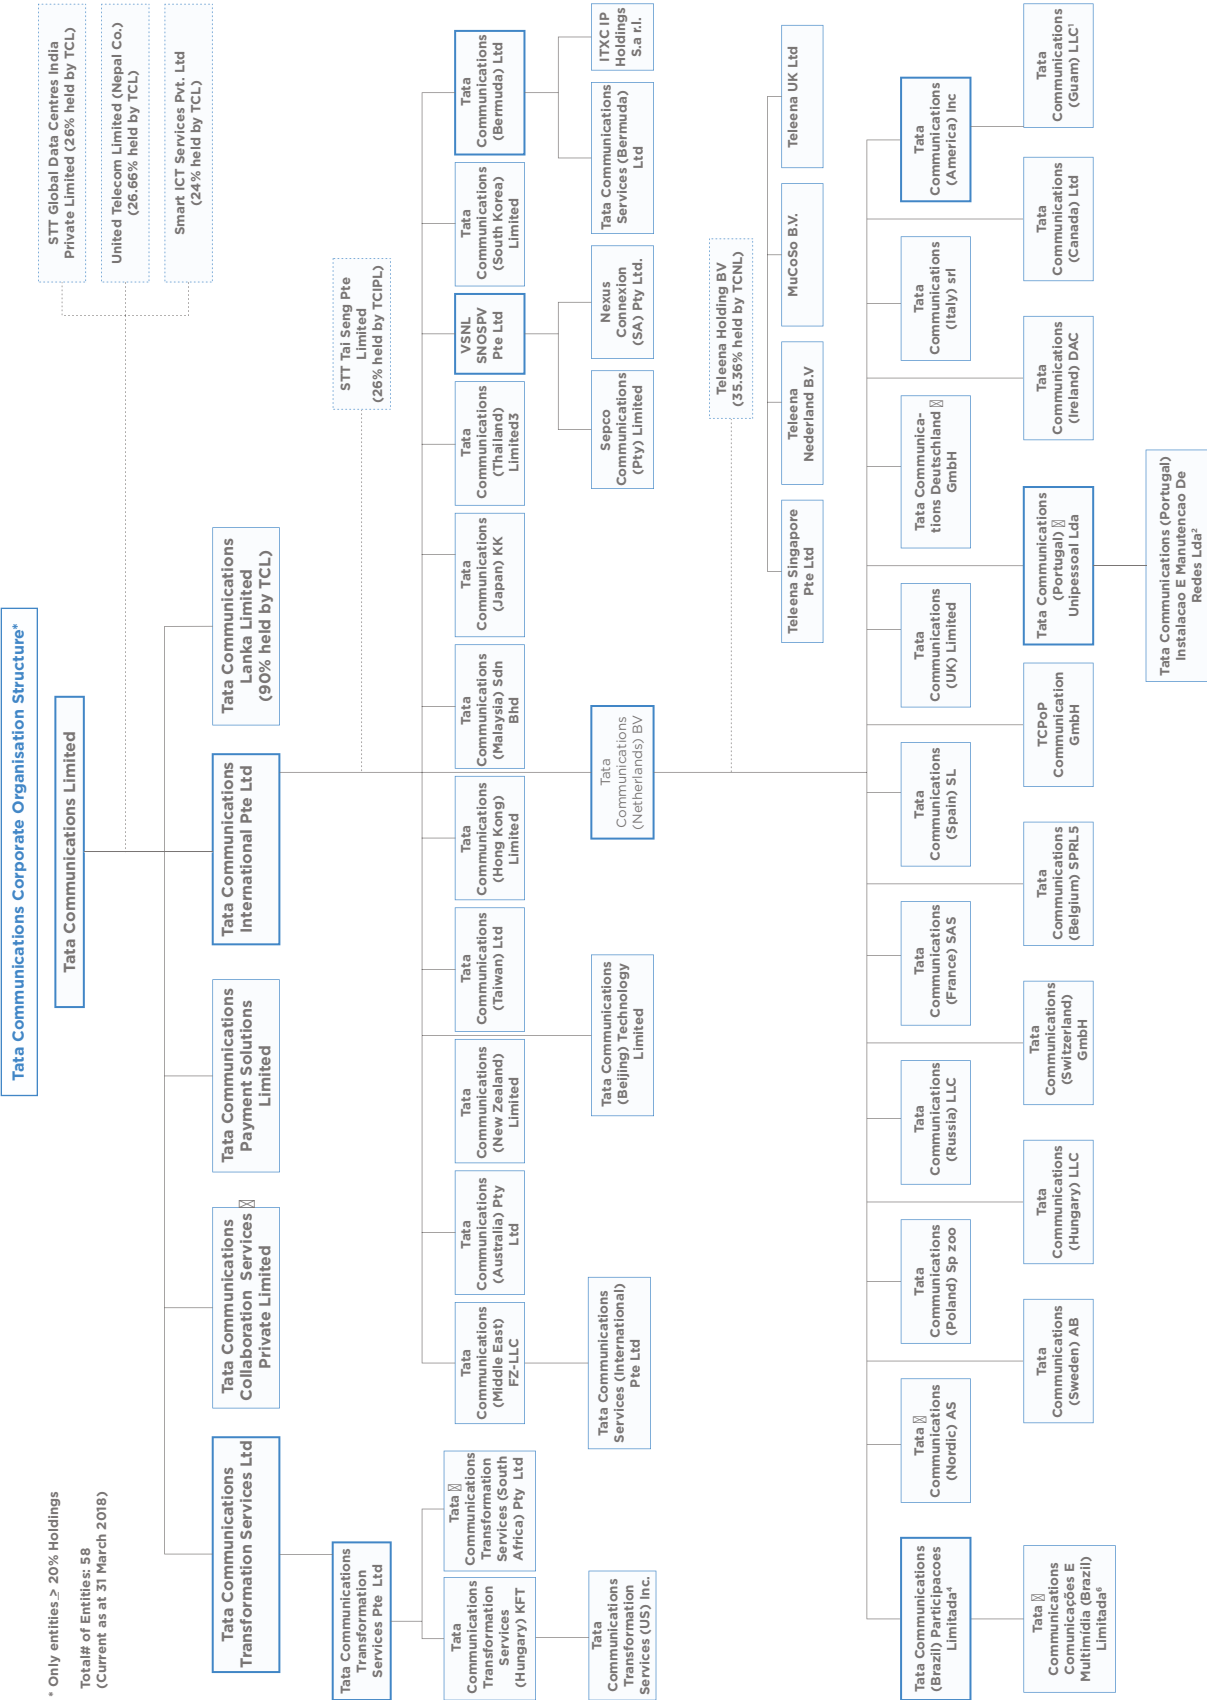 Tata Communications Corporate Organisation Structure*
* Only entities ≥ 20% Holdings
Total# of Entities: 58
(Current as at 31 March 2018)
Tata Communications Limited
STT Global Data Centres India
Private Limited (26% held by TCL)
United Telecom Limited (Nepal Co.)
(26.66% held by TCL)
Smart ICT Services Pvt. Ltd
(24% held by TCL)
Tata Communications
Transformation Services Ltd
Tata Communications
Collaboration Services
Private Limited
Tata Communications
Payment Solutions
Limited
Tata Communications
International Pte Ltd
Tata Communications
Lanka Limited
(90% held by TCL)
Tata Communications
Transformation
Services Pte Ltd
STT Tai Seng Pte
Limited
(26% held by TCIPL)
Tata
Communications
Transformation
Services
(Hungary) KFT
Tata
Communications
Transformation
Services (South
Africa) Pty Ltd
Tata
Communications
(Middle East)
FZ-LLC
Tata
Communications
(Australia) Pty
Ltd
Tata
Communications
(New Zealand)
Limited
Tata
Communications
(Taiwan) Ltd
Tata
Communications
(Hong Kong)
Limited
Tata
Communications
(Malaysia) Sdn
Bhd
Tata
Communications
(Japan) KK
Tata
Communications
(Thailand)
Limited3
VSNL
SNOSPV
Pte Ltd
Tata
Communications
(South Korea)
Limited
Tata
Communications
(Bermuda) Ltd
Tata
Communications
Transformation
Services (US) Inc.
Tata Communications
Services (International)
Pte Ltd
Tata Communications
(Beijing) Technology
Limited
Tata
Communications
(Netherlands) BV
Sepco
Communications
(Pty) Limited
Nexus
Connexion
(SA) Pty Ltd.
Tata Communications
Services (Bermuda)
Ltd
ITXC IP
Holdings
S.a r.l.
Teleena Holding BV
(35.36% held by TCNL)
Teleena Singapore
Pte Ltd
Teleena
Nederland B.V
MuCoSo B.V.
Teleena UK Ltd
Tata Communications
(Brazil) Participacoes
Limitada⁴
Tata
Communications
(Nordic) AS
Tata
Communications
(Poland) Sp zoo
Tata
Communications
(Russia) LLC
Tata
Communications
(France) SAS
Tata
Communications
(Spain) SL
Tata
Communications
(UK) Limited
Tata Communica-
tions Deutschland
GmbH
Tata
Communications
(Italy) srl
Tata
Communications
(America) Inc
Tata
Communications
Comunicações E
Multimídia (Brazil)
Limitada⁶
Tata
Communications
(Sweden) AB
Tata
Communications
(Hungary) LLC
Tata
Communications
(Switzerland)
GmbH
Tata
Communications
(Belgium) SPRL5
TCPoP
Communication
GmbH
Tata Communications
(Portugal)
Unipessoal Lda
Tata
Communications
(Ireland) DAC
Tata
Communications
(Canada) Ltd
Tata
Communications
(Guam) LLC¹
Tata Communications (Portugal)
Instalacao E Manutencao De
Redes Lda²